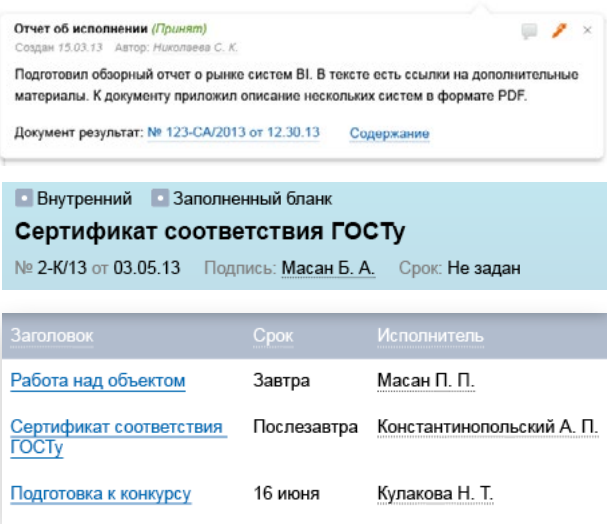 Отчет об исполнении (Принят)
Создан 15.03.13 Автор: Николаева С. К.
Подготовил обзорный отчет о рынке систем BI. В тексте есть ссылки на дополнительные
материалы. К документу приложил описание нескольких систем в формате PDF.
Документ результат: № 123-СА/2013 от 12.30.13 Содержание
Внутренний Заполненный бланк
Сертификат соответствия ГОСТу
№ 2-К/13 от 03.05.13 Подпись: Масан Б. А. Срок: Не задан
Заголовок Срок Исполнитель
Работа над объектом Завтра Масан П. П.
Сертификат соответствия Послезавтра Константинопольский А. П.
ГОСТу
Подготовка к конкурсу 16 июня Кулакова Н. Т.